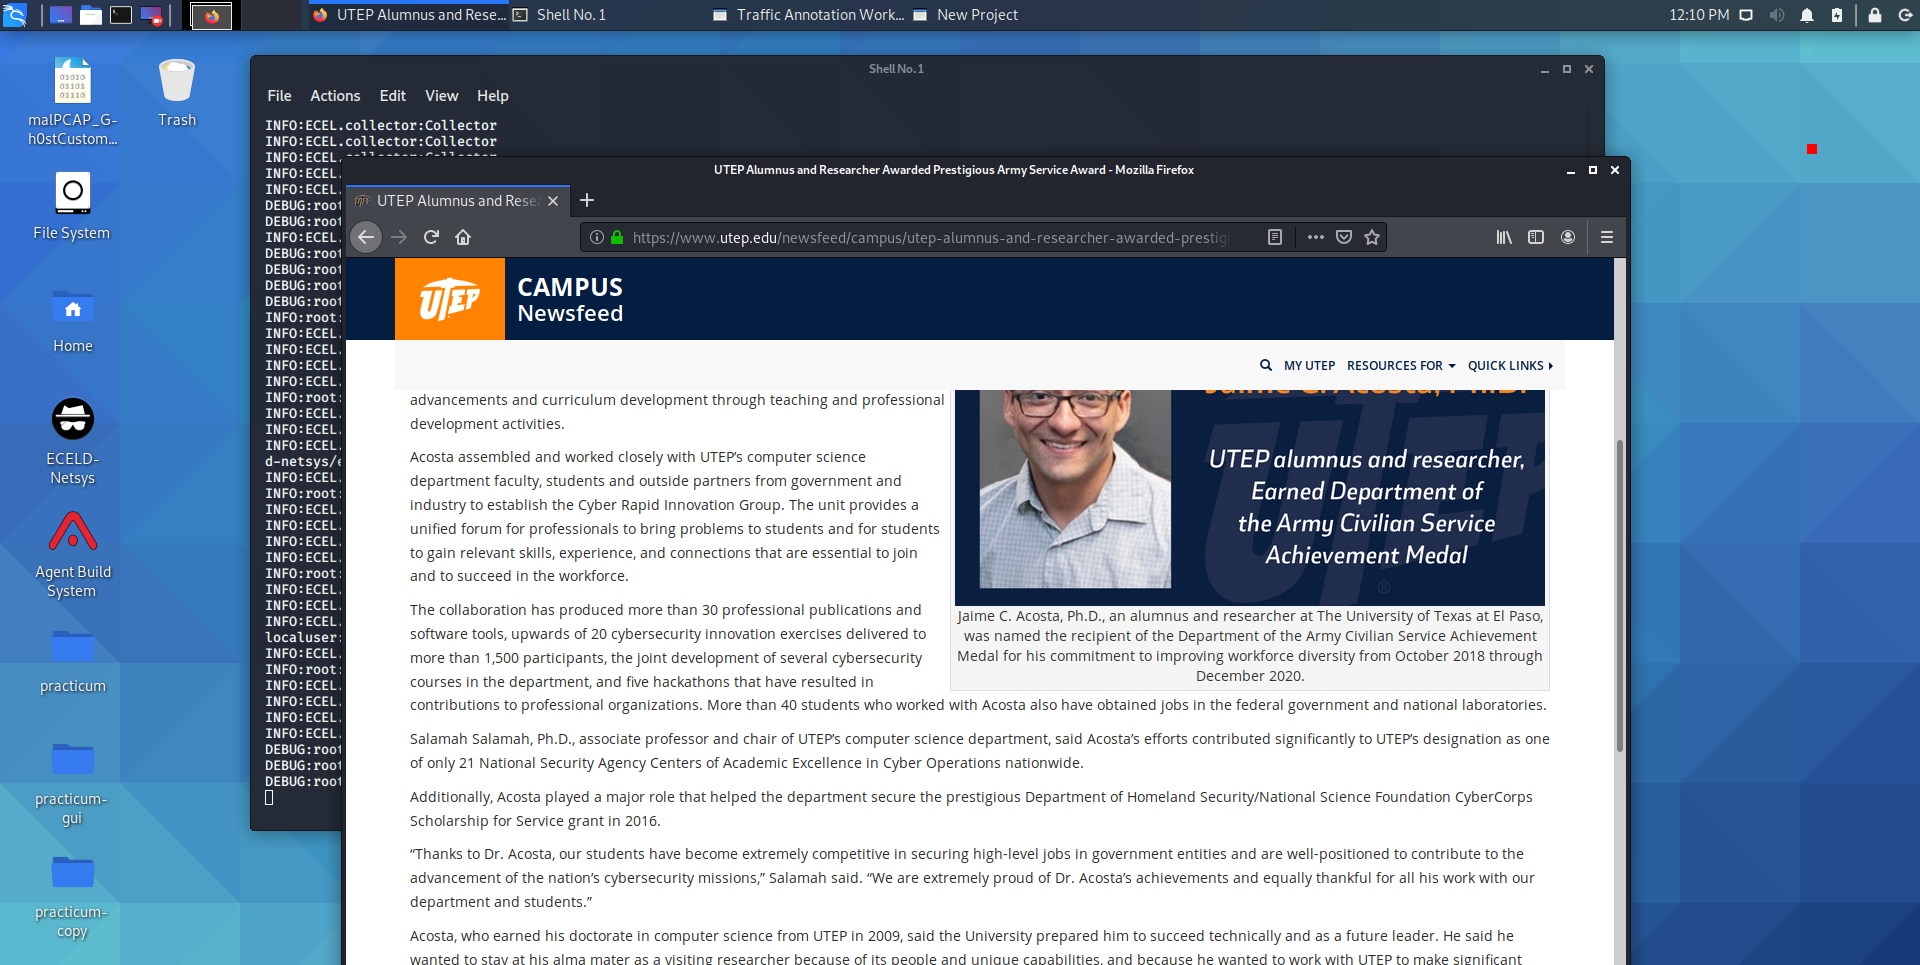 UTEP Alumnus and Rese...
Shell No. 1
Traffic Annotation Work...
New Project
12:10 PM
malPCAP_G-
h0stCustom...
Trash
File System
Home
ECELD-
Netsys
Agent Build
System
practicum
practicum-
gui
practicum-
copy
Shell No. 1
File Actions Edit View Help
INFO:ECEL.collector:Collector
INFO:ECEL.collector:Collector
INFO:ECEL.collector:Collector
INFO:ECEL.
INFO:ECEL.
DEBUG:root
DEBUG:root
INFO:ECEL.
DEBUG:root
DEBUG:root
DEBUG:root
DEBUG:root
INFO:root:
INFO:ECEL.
INFO:ECEL.
INFO:ECEL.
INFO:ECEL.
INFO:root:
INFO:ECEL.
INFO:ECEL.
INFO:ECEL.
d-netsys/e
INFO:ECEL.
INFO:root:
INFO:ECEL.
INFO:ECEL.
INFO:ECEL.
INFO:ECEL.
INFO:root:
INFO:ECEL.
INFO:ECEL.
INFO:ECEL.
localuser:
INFO:ECEL.
INFO:root:
INFO:ECEL.
INFO:ECEL.
INFO:ECEL.
INFO:ECEL.
DEBUG:root
DEBUG:root
DEBUG:root
UTEP Alumnus and Researcher Awarded Prestigious Army Service Award - Mozilla Firefox
UTEP Alumnus and Resea
https://www.utep.edu/newsfeed/campus/utep-alumnus-and-researcher-awarded-prestigi
UTEP
CAMPUS
Newsfeed
MY UTEP RESOURCES FOR QUICK LINKS
advancements and curriculum development through teaching and professional
development activities.
Acosta assembled and worked closely with UTEP's computer science
department faculty, students and outside partners from government and
industry to establish the Cyber Rapid Innovation Group. The unit provides a
unified forum for professionals to bring problems to students and for students
to gain relevant skills, experience, and connections that are essential to join
and to succeed in the workforce.
Jaime C. Acosta, Ph.D.
UTEP alumnus and researcher,
Earned Department of
the Army Civilian Service
Achievement Medal
Jaime C. Acosta, Ph.D., an alumnus and researcher at The University of Texas at El Paso,
was named the recipient of the Department of the Army Civilian Service Achievement
Medal for his commitment to improving workforce diversity from October 2018 through
December 2020.
The collaboration has produced more than 30 professional publications and
software tools, upwards of 20 cybersecurity innovation exercises delivered to
more than 1,500 participants, the joint development of several cybersecurity
courses in the department, and five hackathons that have resulted in
contributions to professional organizations. More than 40 students who worked with Acosta also have obtained jobs in the federal government and national laboratories.
Salamah Salamah, Ph.D., associate professor and chair of UTEP's computer science department, said Acosta's efforts contributed significantly to UTEP's designation as one
of only 21 National Security Agency Centers of Academic Excellence in Cyber Operations nationwide.
Additionally, Acosta played a major role that helped the department secure the prestigious Department of Homeland Security/National Science Foundation CyberCorps
Scholarship for Service grant in 2016.
“Thanks to Dr. Acosta, our students have become extremely competitive in securing high-level jobs in government entities and are well-positioned to contribute to the
advancement of the nation's cybersecurity missions,” Salamah said. “We are extremely proud of Dr. Acosta's achievements and equally thankful for all his work with our
department and students.”
Acosta, who earned his doctorate in computer science from UTEP in 2009, said the University prepared him to succeed technically and as a future leader. He said he
wanted to stay at his alma mater as a visiting researcher because of its people and unique capabilities, and because he wanted to work with UTEP to make significant